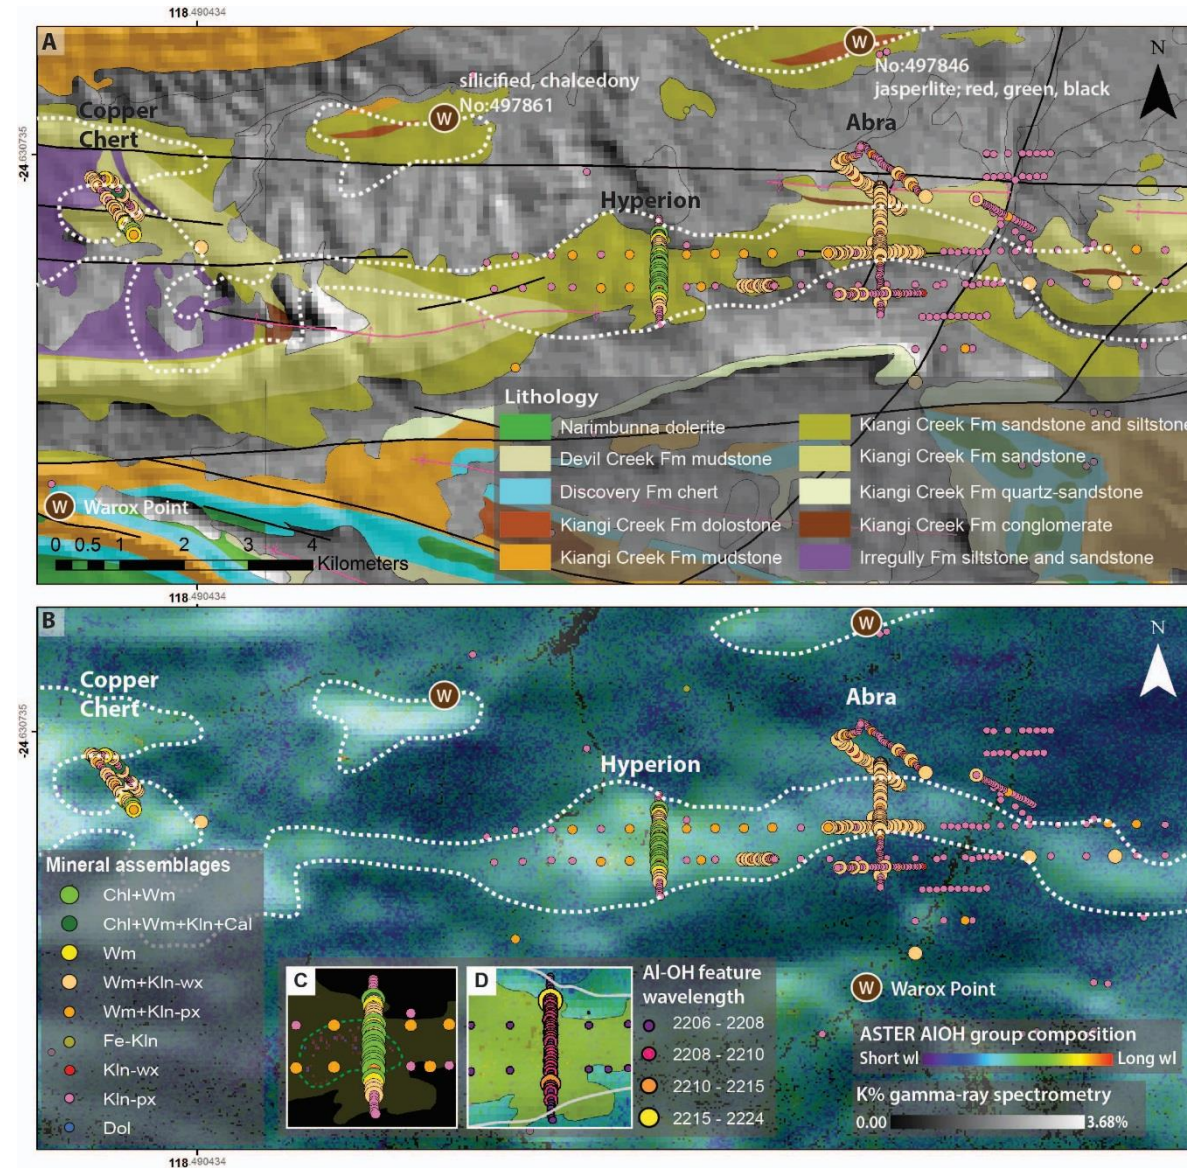 118.490434
A
W
N
No:497846
jasperlite; red, green, black
silicified, chalcedony
No:497861
W
Copper
Chert
Abra
-24.630735
Hyperion
Lithology
Narimbunna dolerite
Kiangi Creek Fm sandstone and siltstone
Devil Creek Fm mudstone
Kiangi Creek Fm sandstone
Discovery Fm chert
Kiangi Creek Fm quartz-sandstone
Kiangi Creek Fm dolostone
Kiangi Creek Fm conglomerate
Kiangi Creek Fm mudstone
Irregully Fm siltstone and sandstone
W Warox Point
0 0.5 1 2 3 4
Kilometers
118.490434
B
W
N
Copper
Chert
W
Abra
-24.630735
Hyperion
Mineral assemblages
Chl+Wm
Chl+Wm+Kln+Cal
Wm
Wm+Kln-wx
Wm+Kln-px
Fe-Kln
Kln-wx
Kln-px
Dol
C
D
Al-OH feature
wavelength
2206 - 2208
2208 - 2210
2210 - 2215
2215 - 2224
W Warox Point
ASTER AlOH group composition
Short wl Long wl
K% gamma-ray spectrometry
0.00 3.68%
118.490434